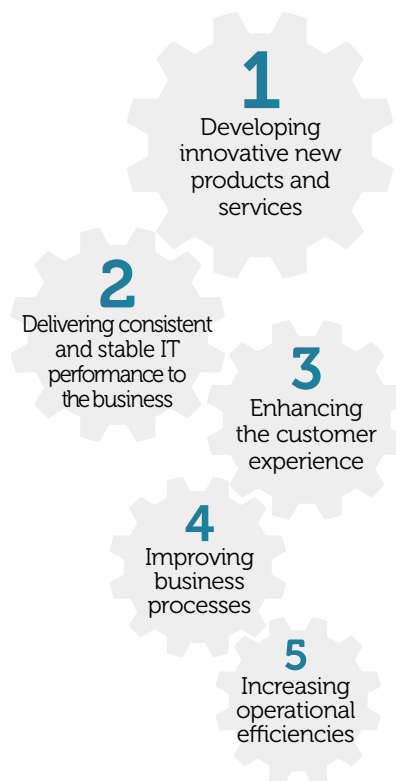 1
Developing
innovative new
products and
services
2
Delivering consistent
and stable IT
performance to
the business
3
Enhancing
the customer
experience
4
Improving
business
processes
5
Increasing
operational
efficiencies